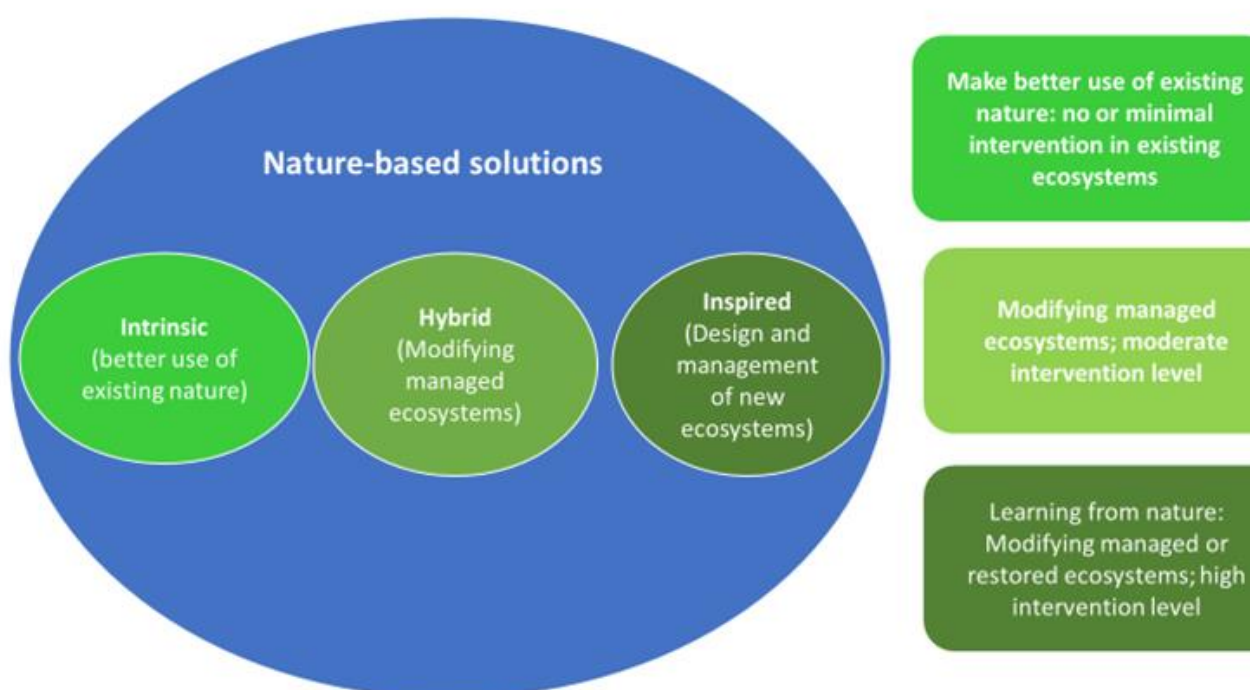 Nature-based solutions
Intrinsic
(better use of
existing nature)
Hybrid
(Modifying
managed
ecosystems)
Inspired
(Design and
management
of new
ecosystems)
Make better use of existing
nature: no or minimal
intervention in existing
ecosystems
Modifying managed
ecosystems; moderate
intervention level
Learning from nature:
Modifying managed or
restored ecosystems; high
intervention level